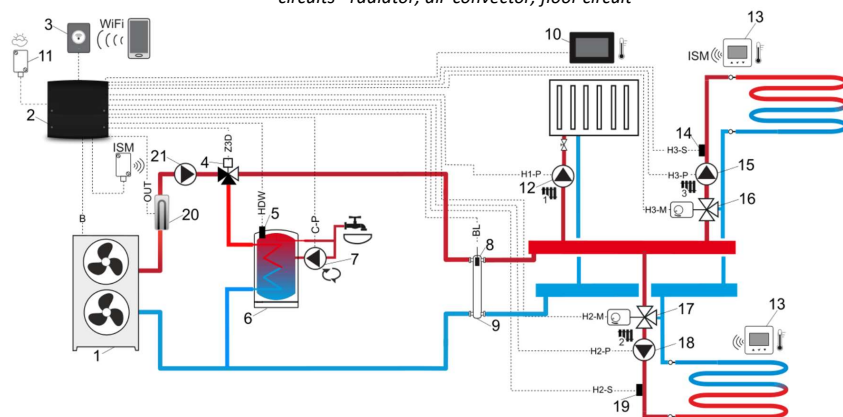 circuits - radiator, air convector, floor circuit
3
WiFi
11
2
10
13
ISM
ISM
OUT
B
21
4
Z3D
20
HDW
5
C-P
7
6
1
BL
8
9
H1-P
12
1
14
H3-S
H3-P
15
3
16
H3-M
H2-M
17
2
H2-P
18
H2-S
19
13